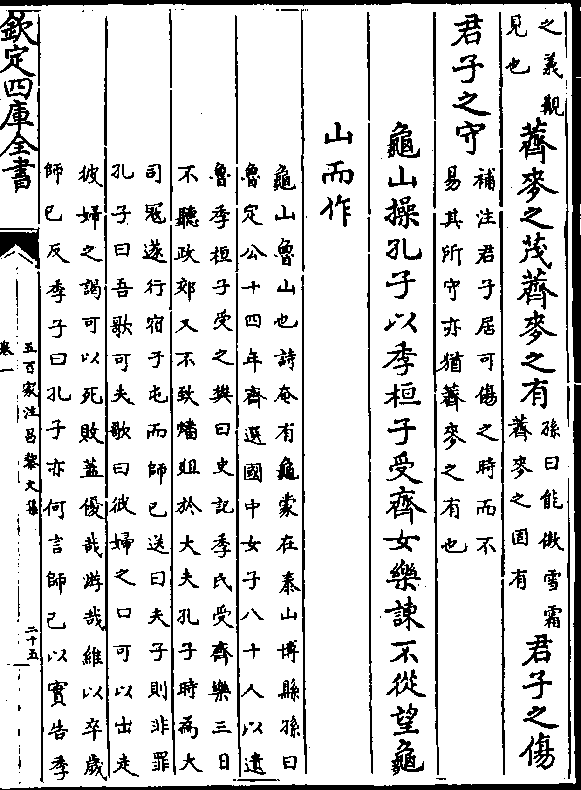 之義觀
見也
薺麥之茂薺麥之有
孫曰能傲雪霜
薺麥之固有
君子之傷
君子之守
補注君子居可傷之時而不
易其所守亦猶薺麥之有也
龜山操孔子以季桓子受齊女樂諫不從望龜
山而作
龜山魯山也詩奄有龜蒙在泰山博縣孫曰
魯定公十四年齊選國中女子八十人以遺
魯季桓子受之樊曰史記季氏受齊樂三日
不聽政郊又不致膰俎於大夫孔子時為大
司冦遂行宿于屯而師已送曰夫子則非罪
孔子曰吾歌可夫歌曰彼婦之口可以出走
彼婦之謁可以死敗蓋優哉游哉維以卒歲
師已反季子曰孔子亦何言師已以實告季
欽定四庫全書
五百家注昌黎文集
卷一
二十五